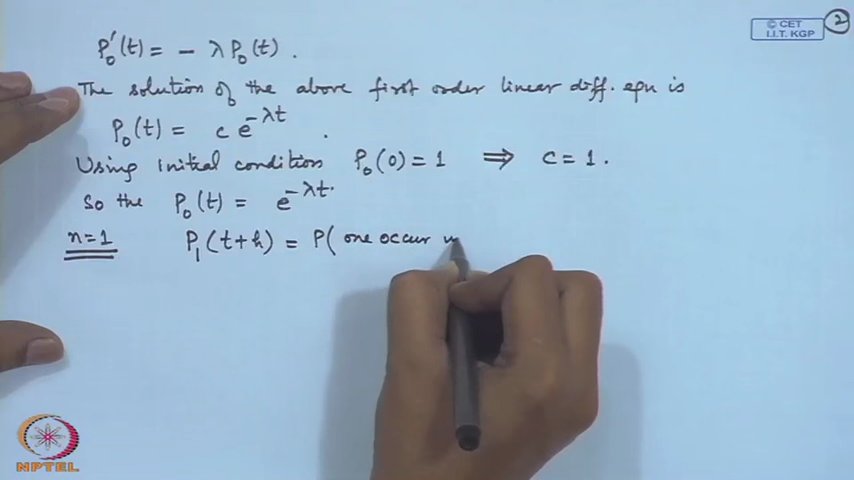 © CET
I.I.T. KGP
2
P₀'(t) = − λ P₀(t) .
The solution of the above first order linear diff. eqn is
P₀(t) = c e^{−λt} .
Using initial condition P₀(0) = 1 ⟹ c = 1.
So the P₀(t) = e^{−λt}.
n=1 P₁(t+h) = P( one occur
NPTEL